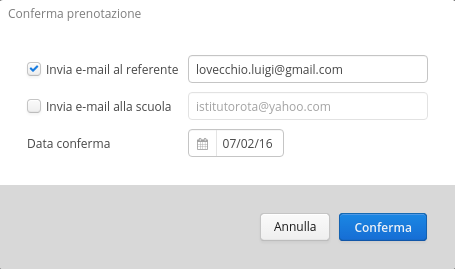 Conferma prenotazione
Invia e-mail al referente lovecchio.luigi@gmail.com
Invia e-mail alla scuola istitutorota@yahoo.com
Data conferma 07/02/16
Annulla Conferma